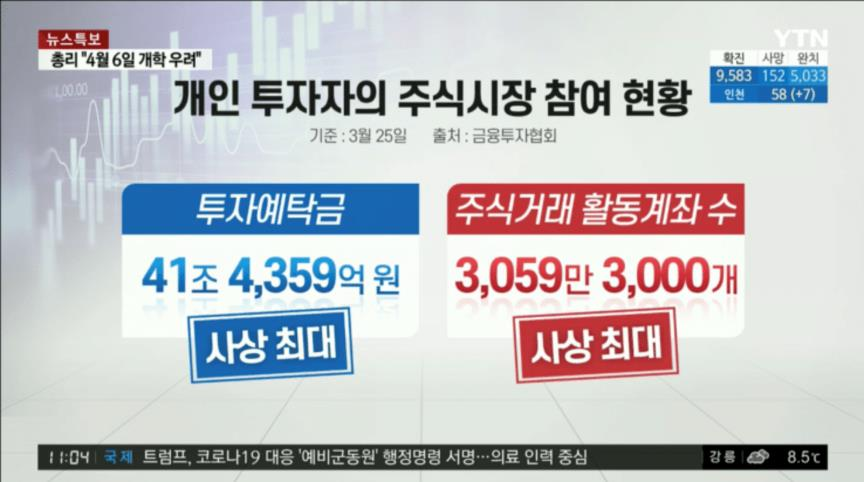 뉴스특보
총리 "4월 6일 개학 우려"
YTN
확진 사망 완치
9,583 152 5,033
인천 58 (+7)
개인 투자자의 주식시장 참여 현황
기준 : 3월 25일 출처 : 금융투자협회
투자예탁금
41조 4,359억 원
사상 최대
주식거래 활동계좌 수
3,059만 3,000개
사상 최대
11:04 국제 트럼프, 코로나19 대응 '예비군동원' 행정명령 서명…의료 인력 중심
강릉 8.5℃